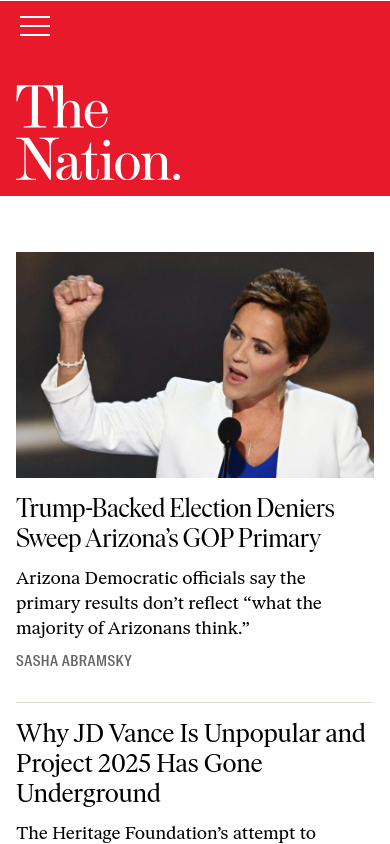 The
Nation.
Trump-Backed Election Deniers
Sweep Arizona’s GOP Primary
Arizona Democratic officials say the
primary results don’t reflect “what the
majority of Arizonans think.”
SASHA ABRAMSKY
Why JD Vance Is Unpopular and
Project 2025 Has Gone
Underground
The Heritage Foundation’s attempt to